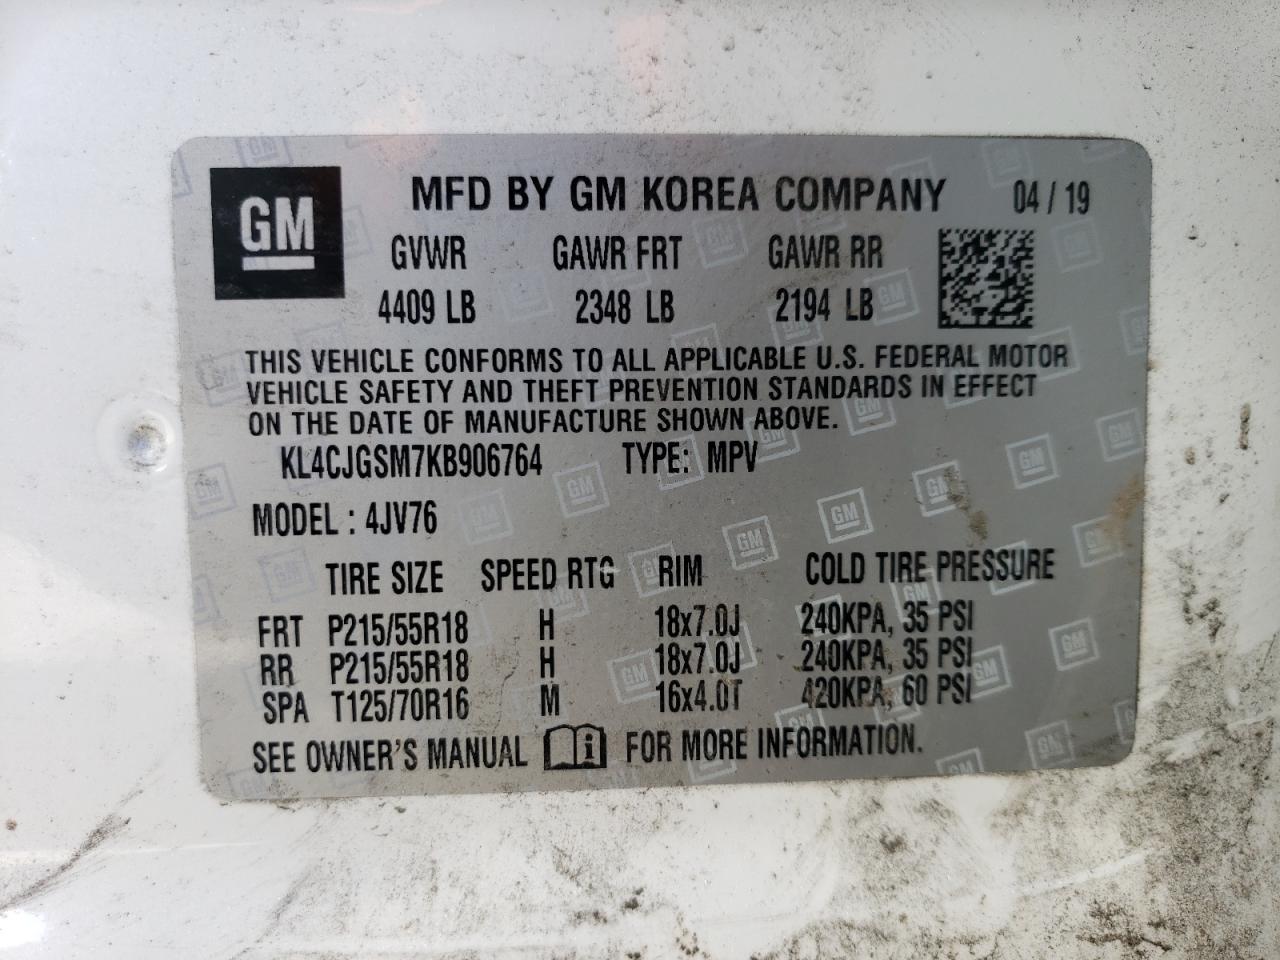 GM
MFD BY GM KOREA COMPANY 04 / 19
GVWR GAWR FRT GAWR RR
4409 LB 2348 LB 2194 LB
THIS VEHICLE CONFORMS TO ALL APPLICABLE U.S. FEDERAL MOTOR
VEHICLE SAFETY AND THEFT PREVENTION STANDARDS IN EFFECT
ON THE DATE OF MANUFACTURE SHOWN ABOVE.
KL4CJGSM7KB906764 TYPE: MPV
MODEL : 4JV76
TIRE SIZE SPEED RTG RIM COLD TIRE PRESSURE
FRT P215/55R18 H 18x7.0J 240KPA, 35 PSI
RR P215/55R18 H 18x7.0J 240KPA, 35 PSI
SPA T125/70R16 M 16x4.0T 420KPA, 60 PSI
SEE OWNER'S MANUAL i FOR MORE INFORMATION.